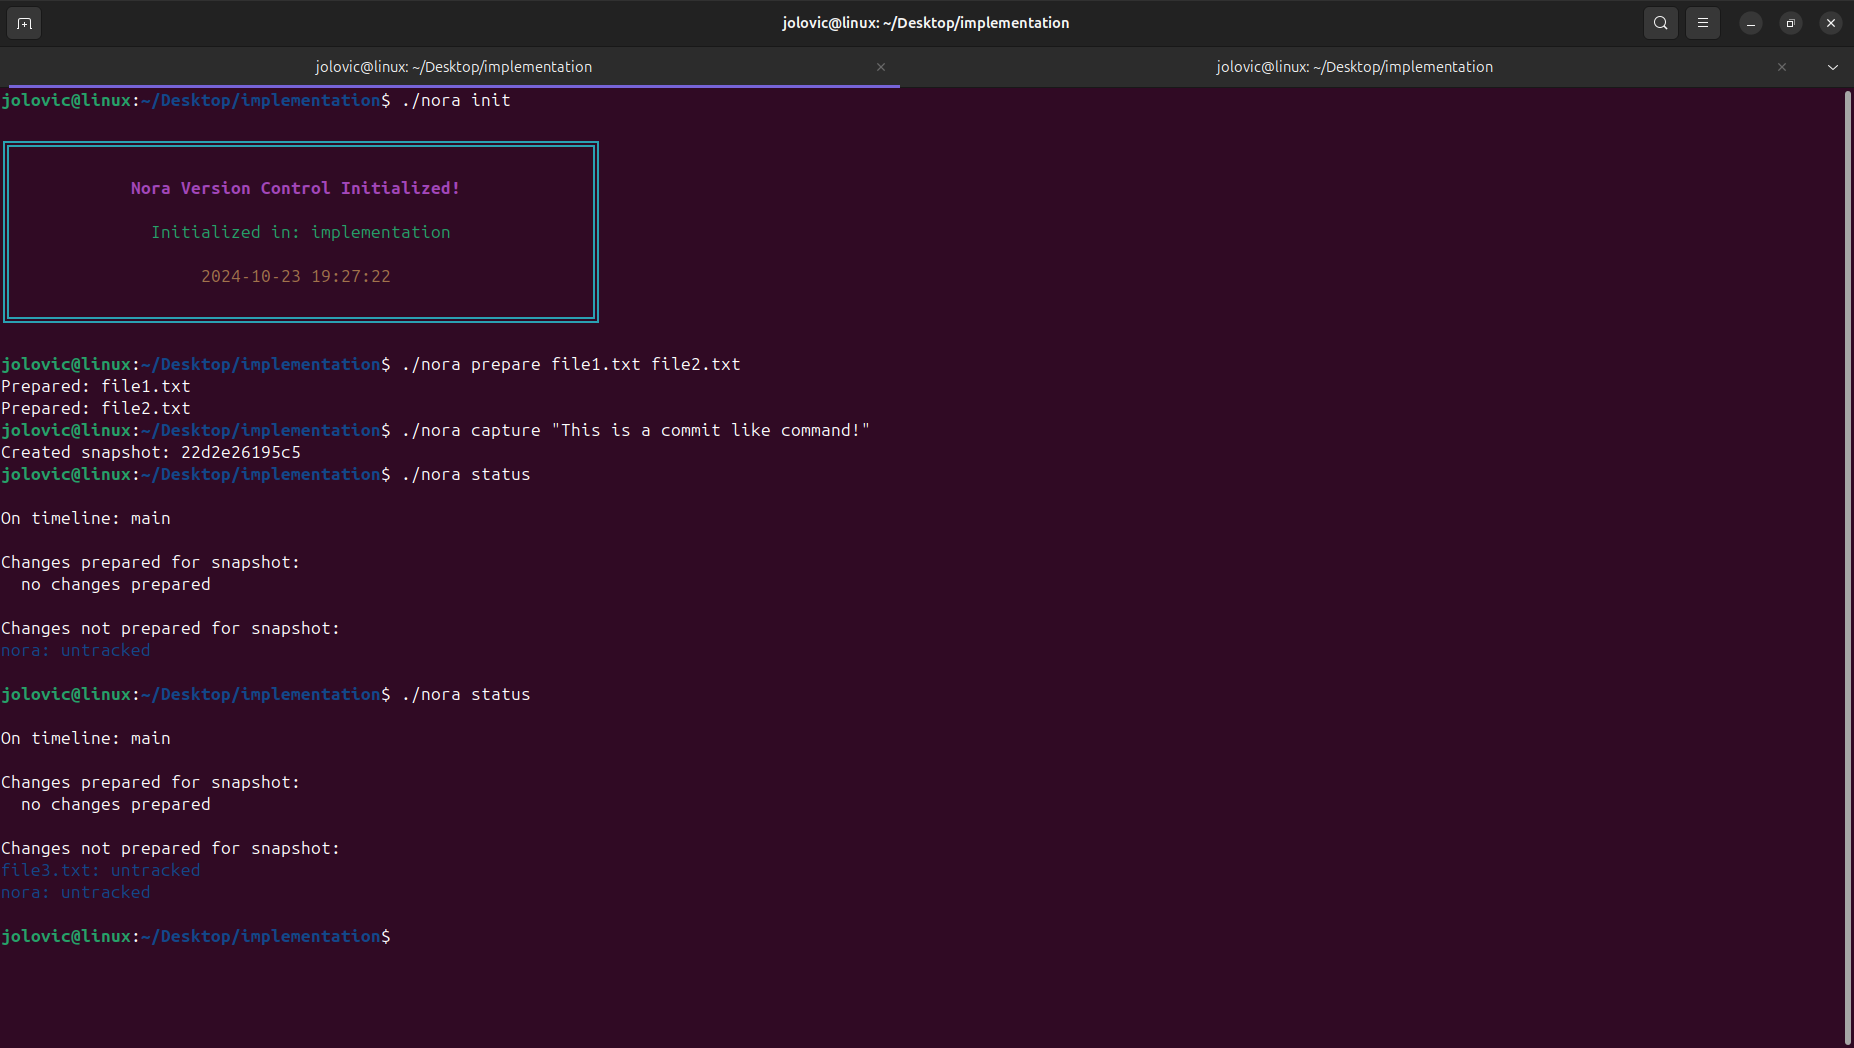 jolovic@linux: ~/Desktop/implementation
jolovic@linux: ~/Desktop/implementation
jolovic@linux: ~/Desktop/implementation
jolovic@linux:~/Desktop/implementation$ ./nora init
Nora Version Control Initialized!
Initialized in: implementation
2024-10-23 19:27:22
jolovic@linux:~/Desktop/implementation$ ./nora prepare file1.txt file2.txt
Prepared: file1.txt
Prepared: file2.txt
jolovic@linux:~/Desktop/implementation$ ./nora capture "This is a commit like command!"
Created snapshot: 22d2e26195c5
jolovic@linux:~/Desktop/implementation$ ./nora status
On timeline: main
Changes prepared for snapshot:
  no changes prepared
Changes not prepared for snapshot:
nora: untracked
jolovic@linux:~/Desktop/implementation$ ./nora status
On timeline: main
Changes prepared for snapshot:
  no changes prepared
Changes not prepared for snapshot:
file3.txt: untracked
nora: untracked
jolovic@linux:~/Desktop/implementation$